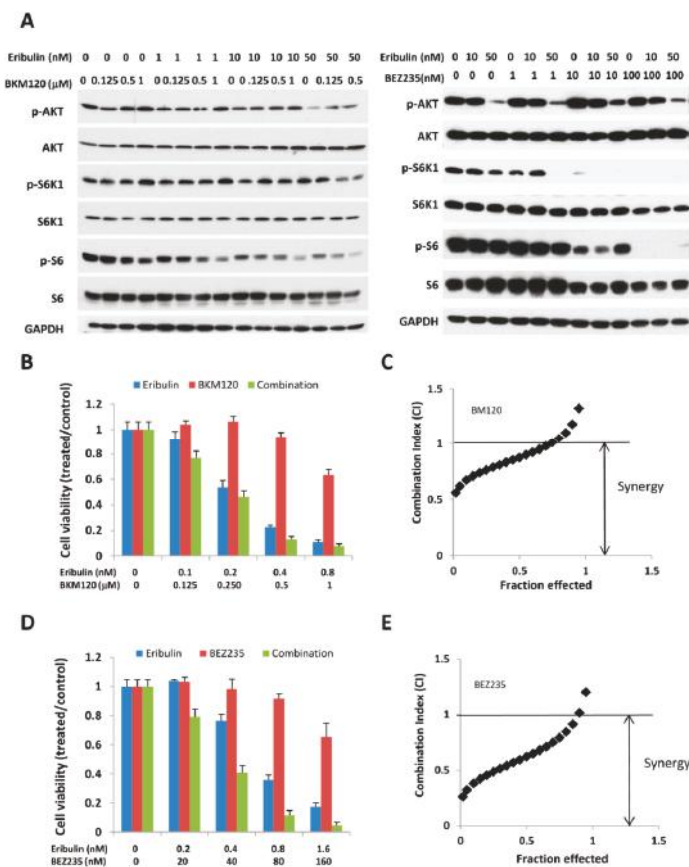 A
Eribulin (nM) 0 0 0 0 1 1 1 1 10 10 10 10 50 50 50
BKM120 (μM) 0 0.125 0.5 1 0 0.125 0.5 1 0 0.125 0.5 1 0 0.125 0.5
p-AKT
AKT
p-S6K1
S6K1
p-S6
S6
GAPDH
Eribulin (nM) 0 10 50 0 10 50 0 10 50 0 10 50
BEZ235(nM) 0 0 0 1 1 1 10 10 10 100 100 100
p-AKT
AKT
p-S6K1
S6K1
p-S6
S6
GAPDH
B
Eribulin BKM120 Combination
Cell viability (treated/control)
1.2
1
0.8
0.6
0.4
0.2
0
Eribulin (nM) 0 0.1 0.2 0.4 0.8
BKM120 (μM) 0 0.125 0.250 0.5 1
C
BM120
Combination Index (CI)
1.5
1.0
0.5
0
Synergy
0 0.5 1 1.5
Fraction effected
D
Eribulin BEZ235 Combination
Cell viability (treated/control)
1.2
1
0.8
0.6
0.4
0.2
0
Eribulin (nM) 0 0.2 0.4 0.8 1.6
BEZ235 (nM) 0 20 40 80 160
E
BEZ235
Combination Index (CI)
1.5
1
0.5
0
Synergy
0 0.5 1 1.5
Fraction effected